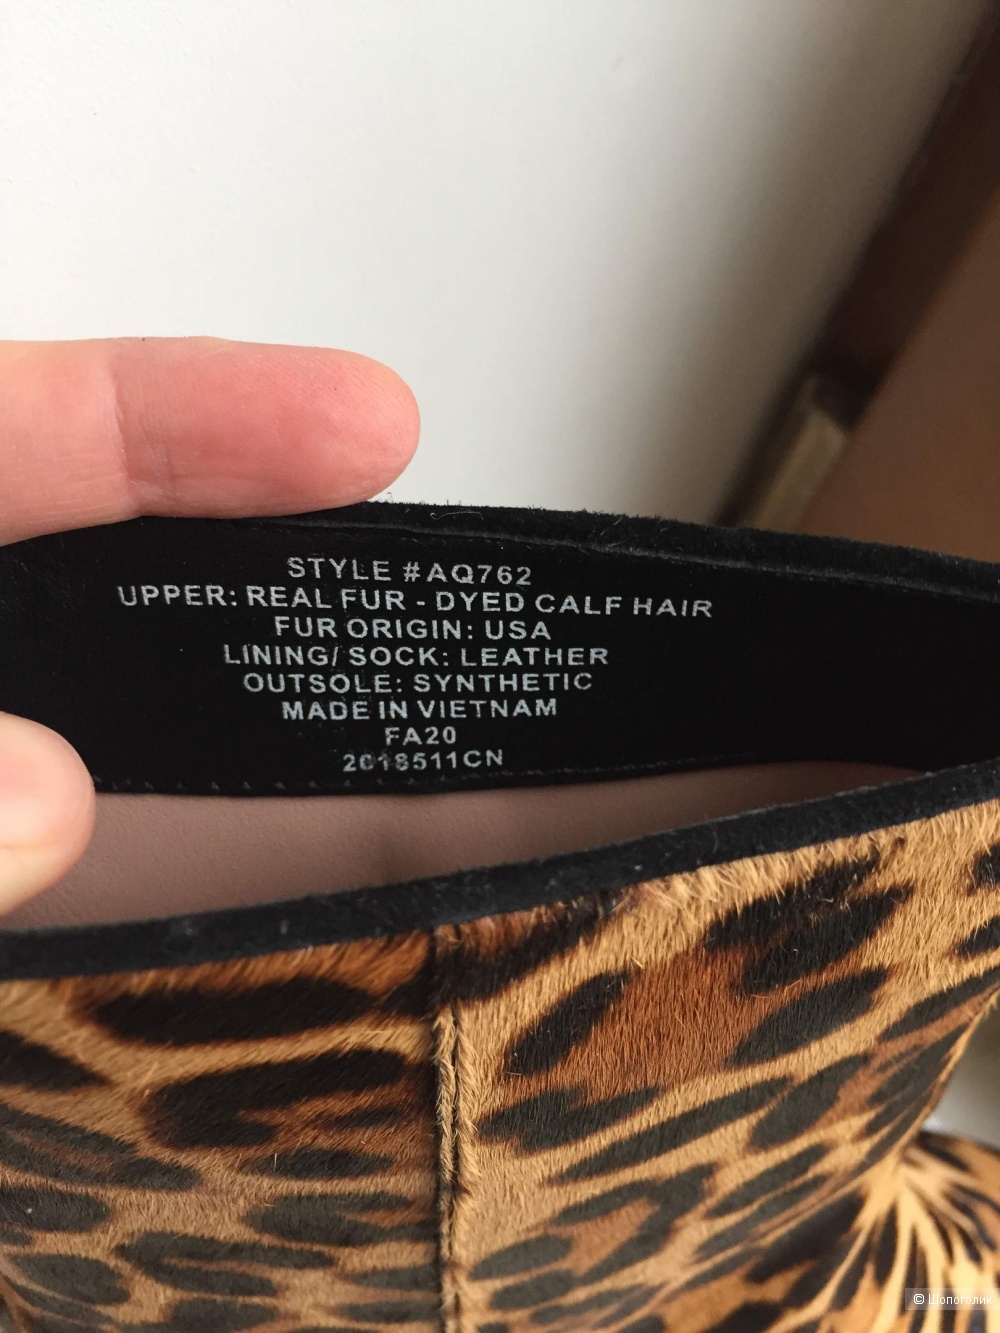 STYLE #AQ762
UPPER: REAL FUR - DYED CALF HAIR
FUR ORIGIN: USA
LINING/ SOCK: LEATHER
OUTSOLE: SYNTHETIC
MADE IN VIETNAM
FA20
2018511CN
© Шопоголик